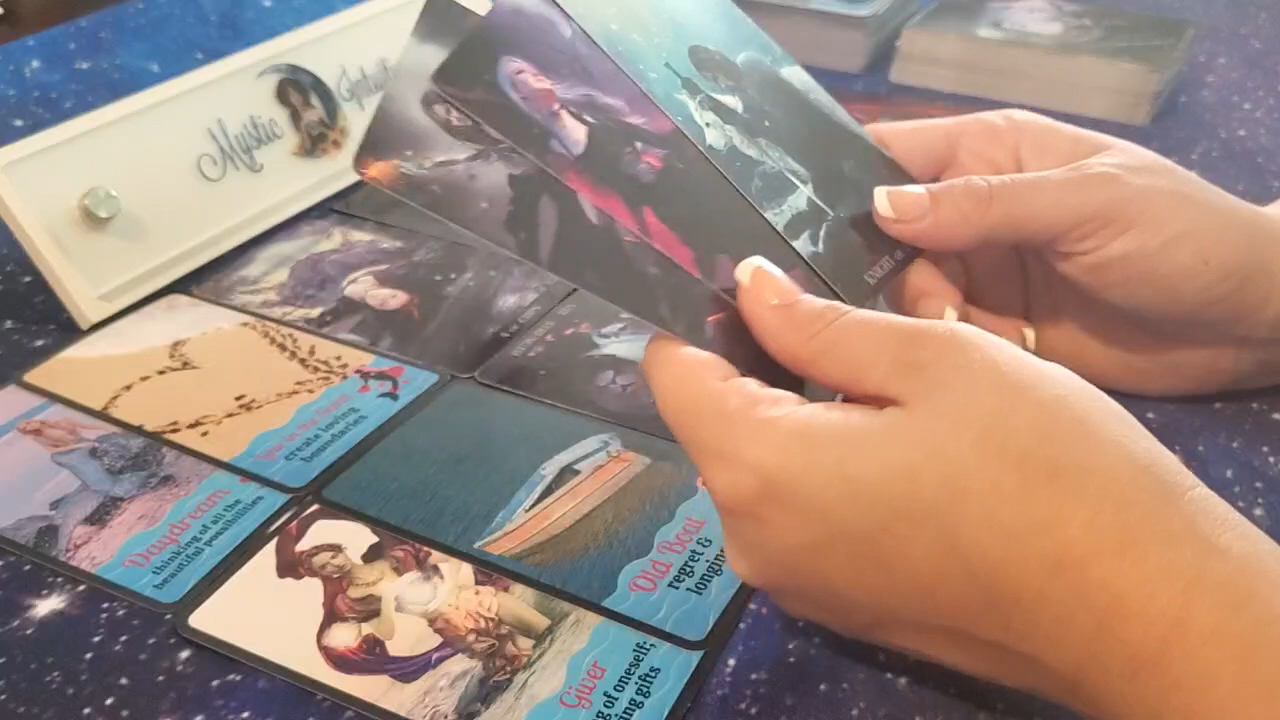 Mystic
KNIGHT
create loving
boundaries
Daydream
thinking of all the
beautiful possibilities
Old Boat
regret &
longing
Giver
of oneself;
gifts